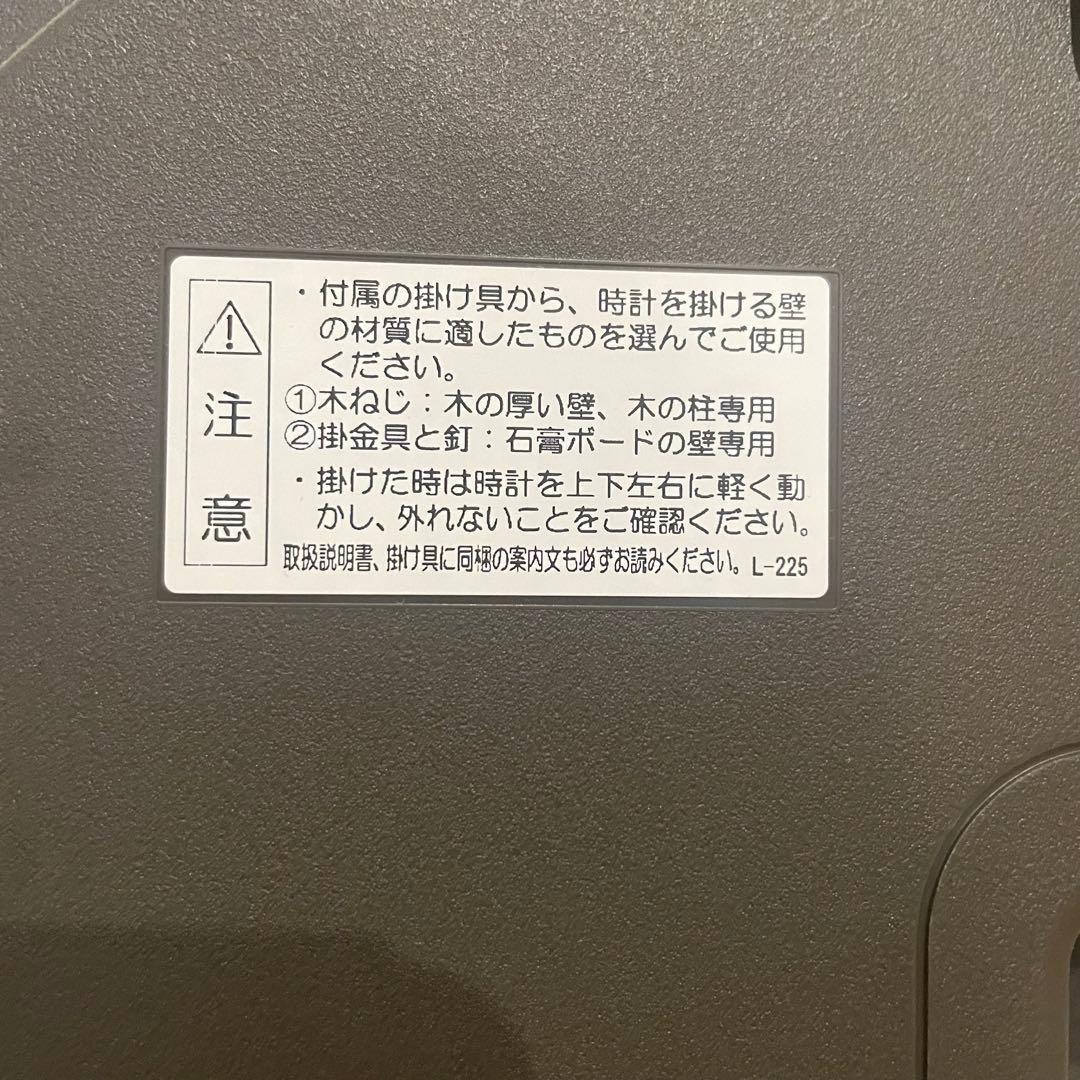 注意
・付属の掛け具から、時計を掛ける壁
の材質に適したものを選んでご使用
ください。
①木ねじ：木の厚い壁、木の柱専用
②掛金具と釘：石膏ボードの壁専用
・掛けた時は時計を上下左右に軽く動
かし、外れないことをご確認ください。
取扱説明書、掛け具に同梱の案内文も必ずお読みください。L-225